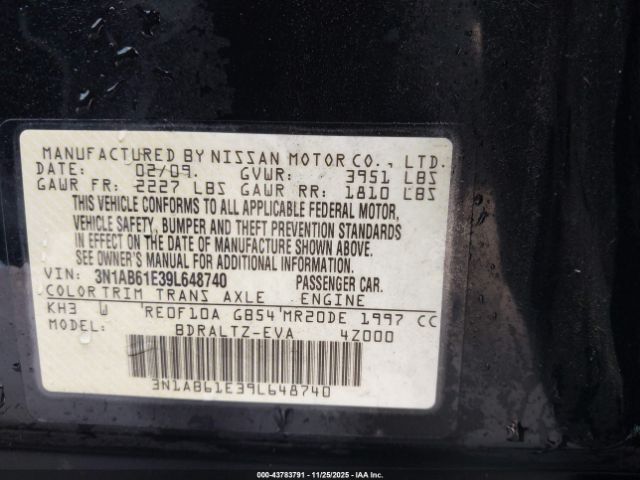 MANUFACTURED BY NISSAN MOTOR CO., LTD.
DATE: 02/09. GVWR: 3951 LBS
GAWR FR: 2227 LBS GAWR RR: 1810 LBS
THIS VEHICLE CONFORMS TO ALL APPLICABLE FEDERAL MOTOR,
VEHICLE SAFETY, BUMPER AND THEFT PREVENTION STANDARDS
IN EFFECT ON THE DATE OF MANUFACTURE SHOWN ABOVE.
SEE OWNER'S MANUAL FOR ADDITIONAL INFORMATION.
VIN: 3N1AB61E39L648740 PASSENGER CAR.
COLOR TRIM TRANS AXLE ENGINE
KH3 W RE0F10A GB54 MR20DE 1997 CC
MODEL: BDRALTZ-EVA 4Z000
3N1AB61E39L648740
000-43783791 - 11/25/2025 - IAA Inc.